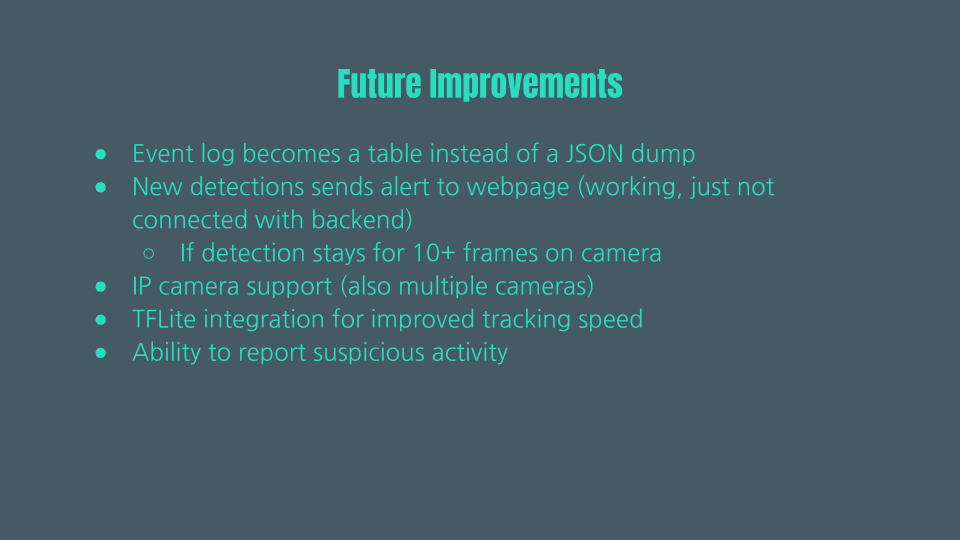 Future Improvements
● Event log becomes a table instead of a JSON dump
● New detections sends alert to webpage (working, just not
connected with backend)
○ If detection stays for 10+ frames on camera
● IP camera support (also multiple cameras)
● TFLite integration for improved tracking speed
● Ability to report suspicious activity